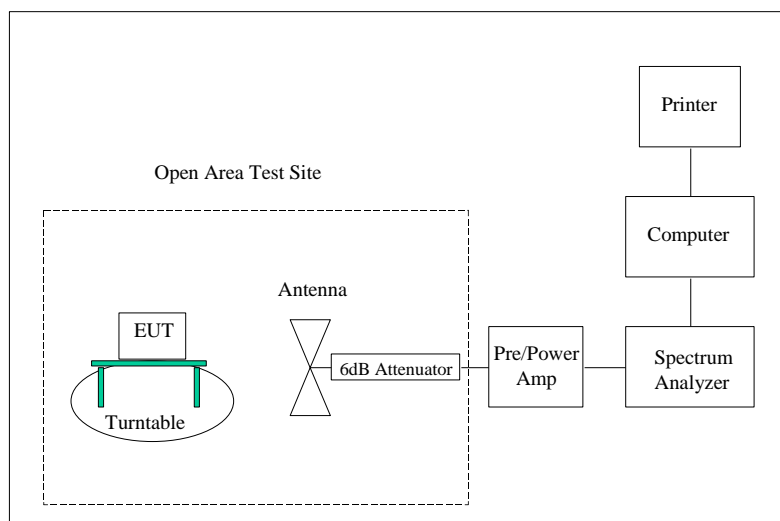 Printer
Open Area Test Site
Computer
Antenna
EUT
6dB Attenuator
Pre/Power
Amp
Spectrum
Analyzer
Turntable